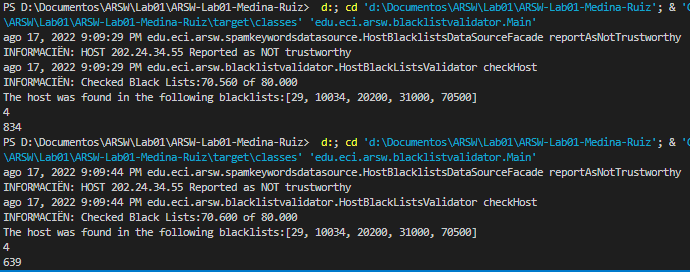 PS D:\Documentos\ARSW\Lab01\ARSW-Lab01-Medina-Ruiz>  d:; cd 'd:\Documentos\ARSW\Lab01\ARSW-Lab01-Medina-Ruiz'; & 'C
\ARSW\Lab01\ARSW-Lab01-Medina-Ruiz\target\classes' 'edu.eci.arsw.blacklistvalidator.Main'
ago 17, 2022 9:09:29 PM edu.eci.arsw.spamkeywordsdatasource.HostBlackListsDataSourceFacade reportAsNotTrustworthy
INFORMACIËN: HOST 202.24.34.55 Reported as NOT trustworthy
ago 17, 2022 9:09:29 PM edu.eci.arsw.blacklistvalidator.HostBlackListsValidator checkHost
INFORMACIËN: Checked Black Lists:70.560 of 80.000
The host was found in the following blacklists:[29, 10034, 20200, 31000, 70500]
4
834
PS D:\Documentos\ARSW\Lab01\ARSW-Lab01-Medina-Ruiz>  d:; cd 'd:\Documentos\ARSW\Lab01\ARSW-Lab01-Medina-Ruiz'; & 'C
\ARSW\Lab01\ARSW-Lab01-Medina-Ruiz\target\classes' 'edu.eci.arsw.blacklistvalidator.Main'
ago 17, 2022 9:09:44 PM edu.eci.arsw.spamkeywordsdatasource.HostBlackListsDataSourceFacade reportAsNotTrustworthy
INFORMACIËN: HOST 202.24.34.55 Reported as NOT trustworthy
ago 17, 2022 9:09:44 PM edu.eci.arsw.blacklistvalidator.HostBlackListsValidator checkHost
INFORMACIËN: Checked Black Lists:70.600 of 80.000
The host was found in the following blacklists:[29, 10034, 20200, 31000, 70500]
4
639